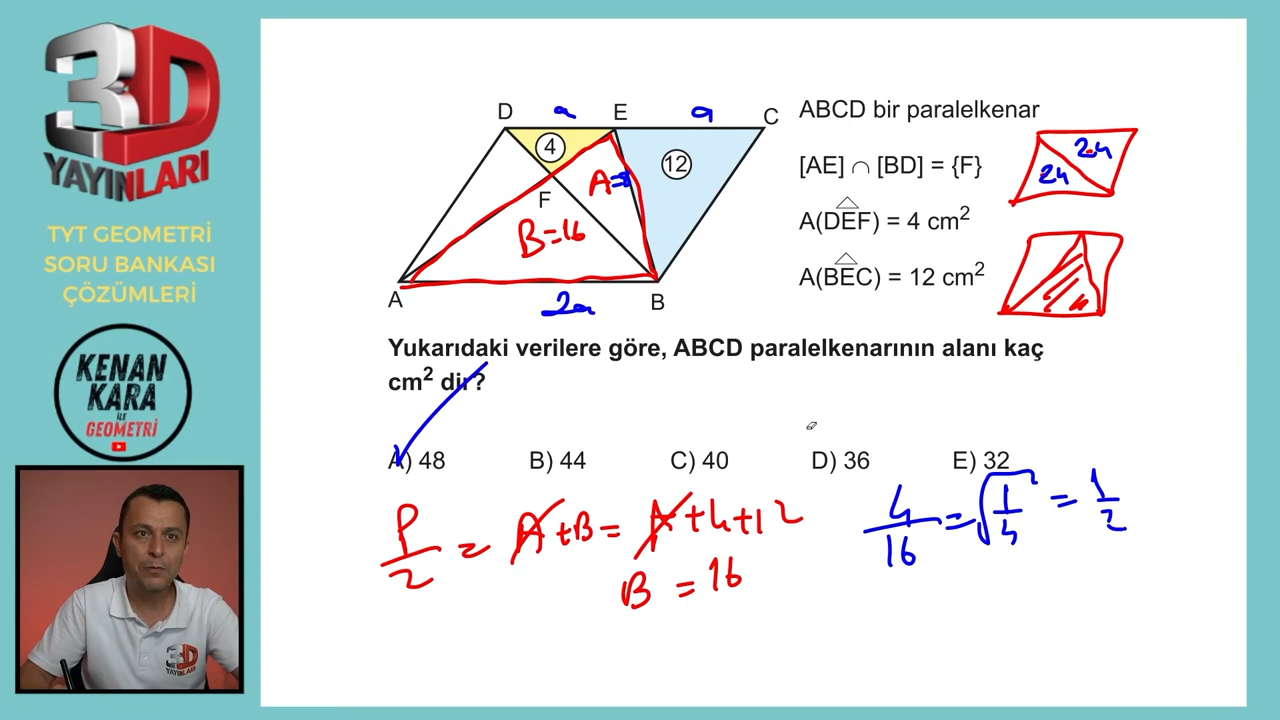 3D
YAYINLARI
TYT GEOMETRİ
SORU BANKASI
ÇÖZÜMLERİ
KENAN
KARA
İLE
GEOMETRİ
3D
YAYINLARI
D a E a C
4
12
A=8
F
B=16
A 2a B
ABCD bir paralelkenar
[AE] ∩ [BD] = {F}
A(DEF) = 4 cm²
A(BEC) = 12 cm²
24
24
Yukarıdaki verilere göre, ABCD paralelkenarının alanı kaç
cm² dir?
A) 48 B) 44 C) 40 D) 36 E) 32
P/2 = A+B = A+4+12
B = 16
4/16 = √1/4 = 1/2